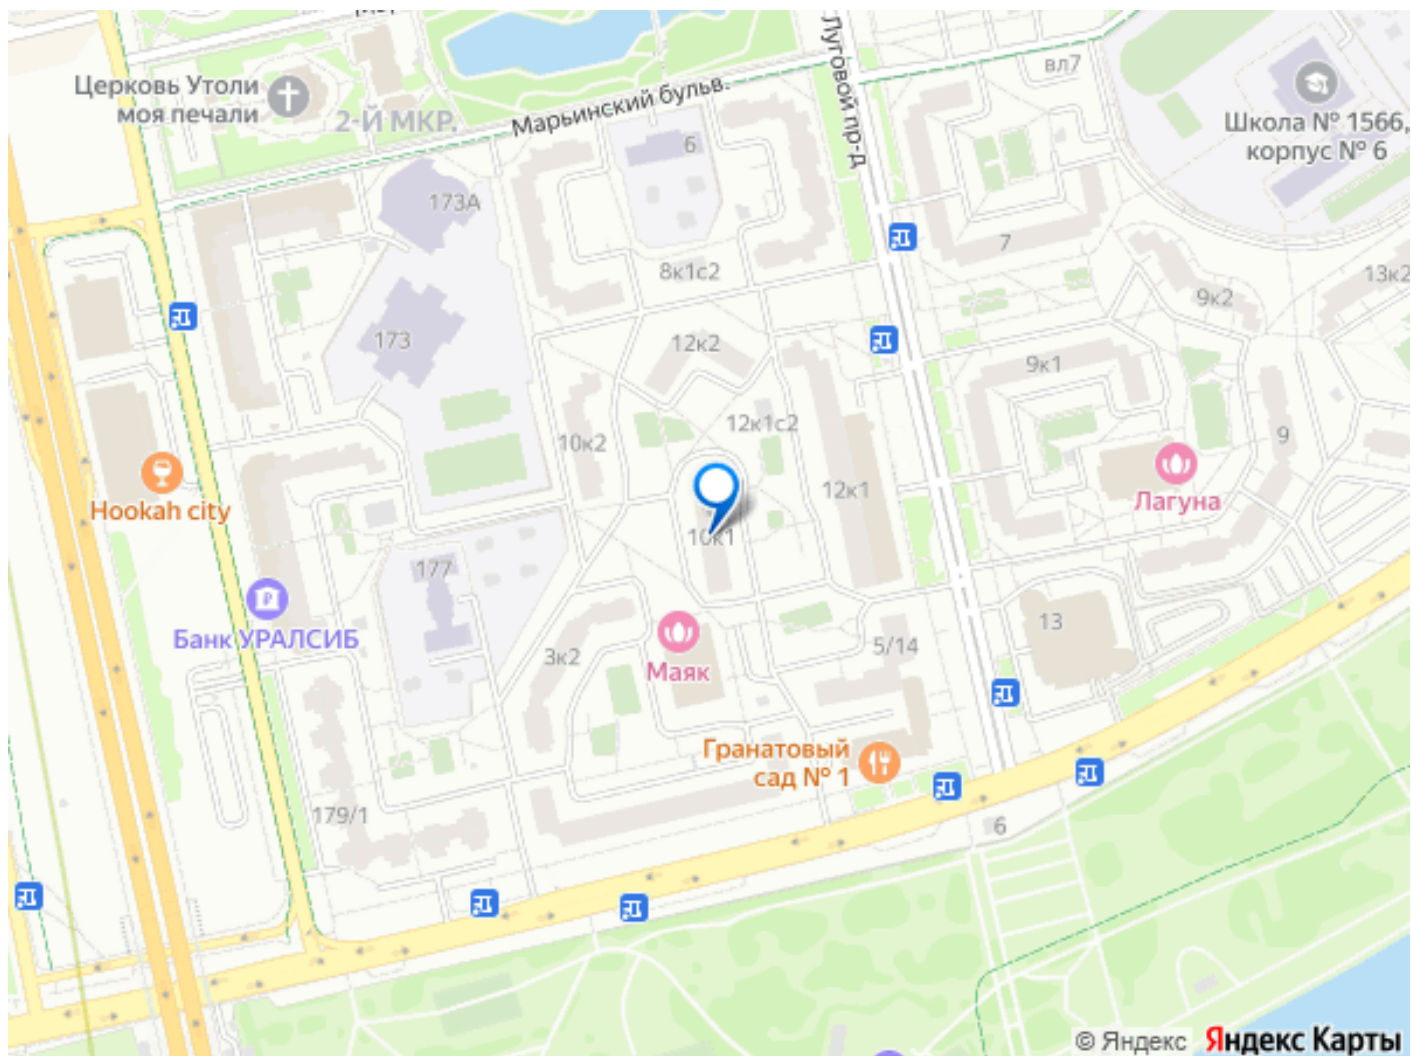 Церковь Утоли
моя печали
2-Й МКР.
Марьинский бульв.
Луговой пр-д
вл7
Школа № 1566,
корпус № 6
6
173А
7
8к1с2
13к2
9к2
173
12к2
9к1
12к1с2
10к2
9
12к1
Hookah city
Лагуна
10к1
177
Банк УРАЛСИБ
13
5/14
3к2
Маяк
Гранатовый
сад № 1
179/1
6
© Яндекс Яндекс Карты